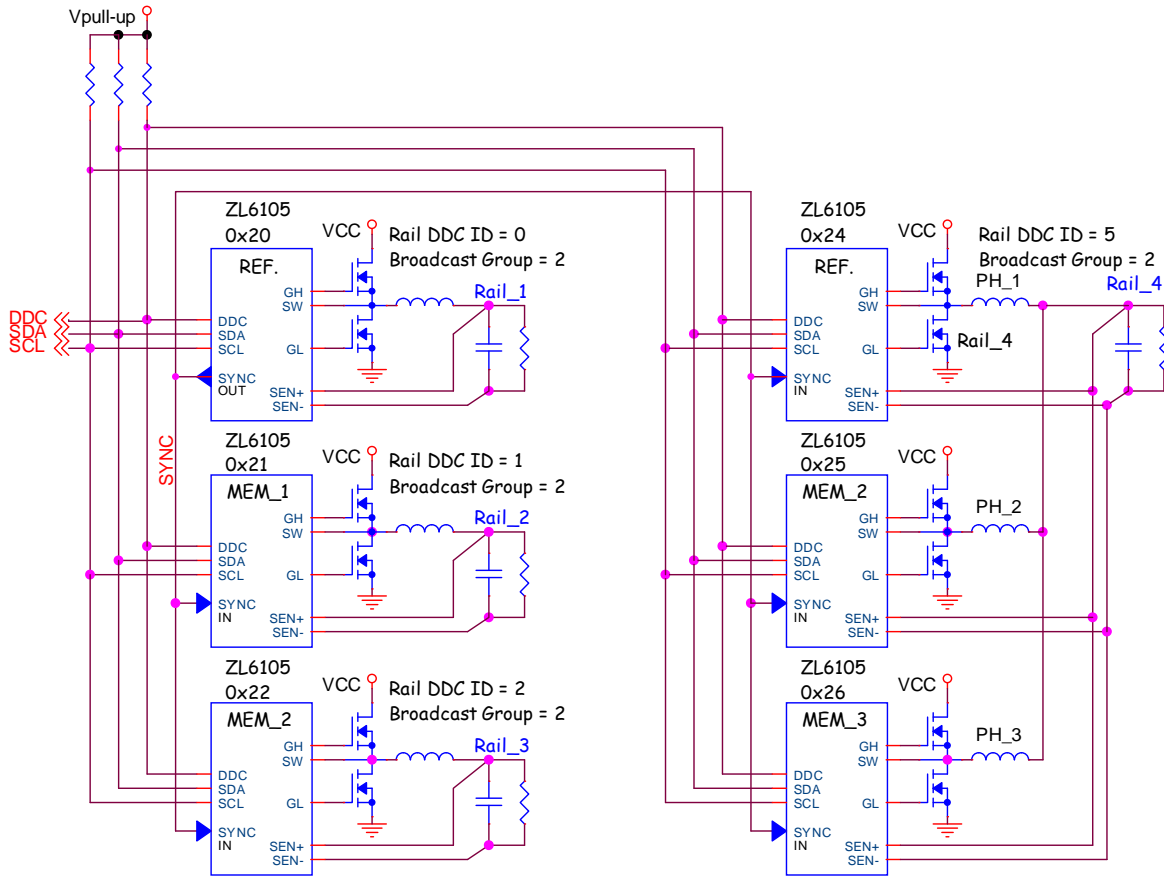 Vpull-up
DDC
SDA
SCL
SYNC
ZL6105
0x20
REF.
DDC
SDA
SCL
SYNC
OUT
GH
SW
GL
SEN+
SEN-
VCC
Rail DDC ID = 0
Broadcast Group = 2
Rail_1
ZL6105
0x21
MEM_1
DDC
SDA
SCL
SYNC
IN
GH
SW
GL
SEN+
SEN-
VCC
Rail DDC ID = 1
Broadcast Group = 2
Rail_2
ZL6105
0x22
MEM_2
DDC
SDA
SCL
SYNC
IN
GH
SW
GL
SEN+
SEN-
VCC
Rail DDC ID = 2
Broadcast Group = 2
Rail_3
ZL6105
0x24
REF.
DDC
SDA
SCL
SYNC
IN
GH
SW
GL
SEN+
SEN-
VCC
Rail DDC ID = 5
Broadcast Group = 2
PH_1
Rail_4
Rail_4
ZL6105
0x25
MEM_2
DDC
SDA
SCL
SYNC
IN
GH
SW
GL
SEN+
SEN-
VCC
PH_2
ZL6105
0x26
MEM_3
DDC
SDA
SCL
SYNC
IN
GH
SW
GL
SEN+
SEN-
VCC
PH_3